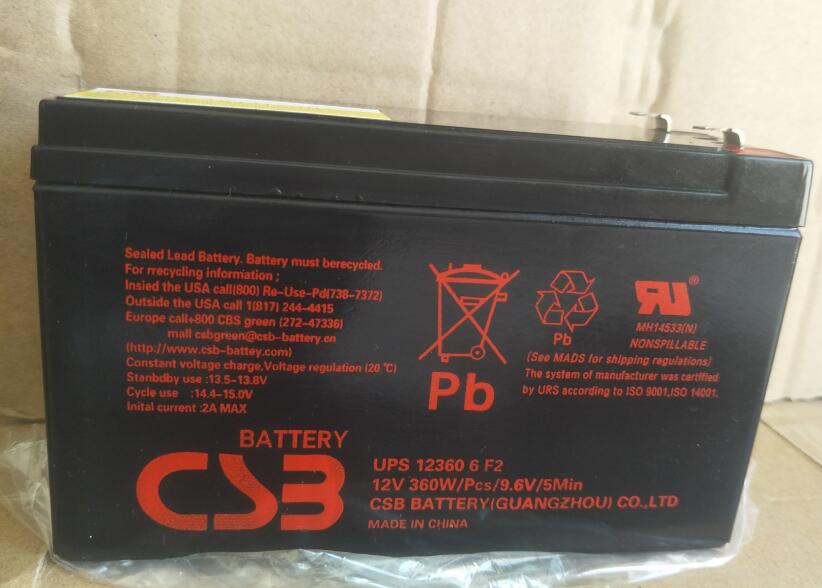 Sealed Lead Battery. Battery must berecycled.
For rrecycling information ;
Insied the USA call(800) Re-Use-Pd(738-7372)
Outside the USA call 1(817) 244-4415
Europe call+800 CBS green (272-47336)
mall csbgreen@csb-battery.cn
(http://www.csb-battey.com)
Constant voltage charge,Voltage regulation (20 ℃)
Stanbdby use :13.5-13.8V
Cycle use :14.4-15.0V
Inital current :2A MAX
Pb
Pb
®
MH14533(N)
NONSPILLABLE
(See MADS for shipping regulations)
The system of manufacturer was certified
by URS according to ISO 9001,ISO 14001.
BATTERY
CSB
UPS 12360 6 F2
12V 360W/Pcs/9.6V/5Min
CSB BATTERY(GUANGZHOU) CO.,LTD
MADE IN CHINA